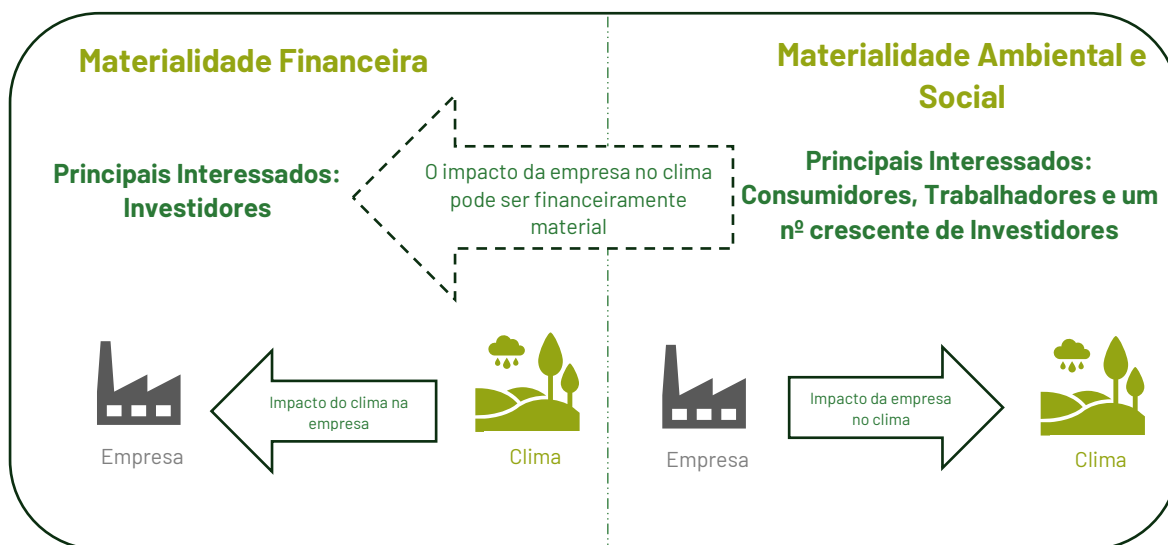 Materialidade Financeira
Principais Interessados:
Investidores
O impacto da empresa no clima
pode ser financeiramente
material
Materialidade Ambiental e
Social
Principais Interessados:
Consumidores, Trabalhadores e um
nº crescente de Investidores
Impacto do clima na
empresa
Empresa
Clima
Impacto da empresa
no clima
Empresa
Clima